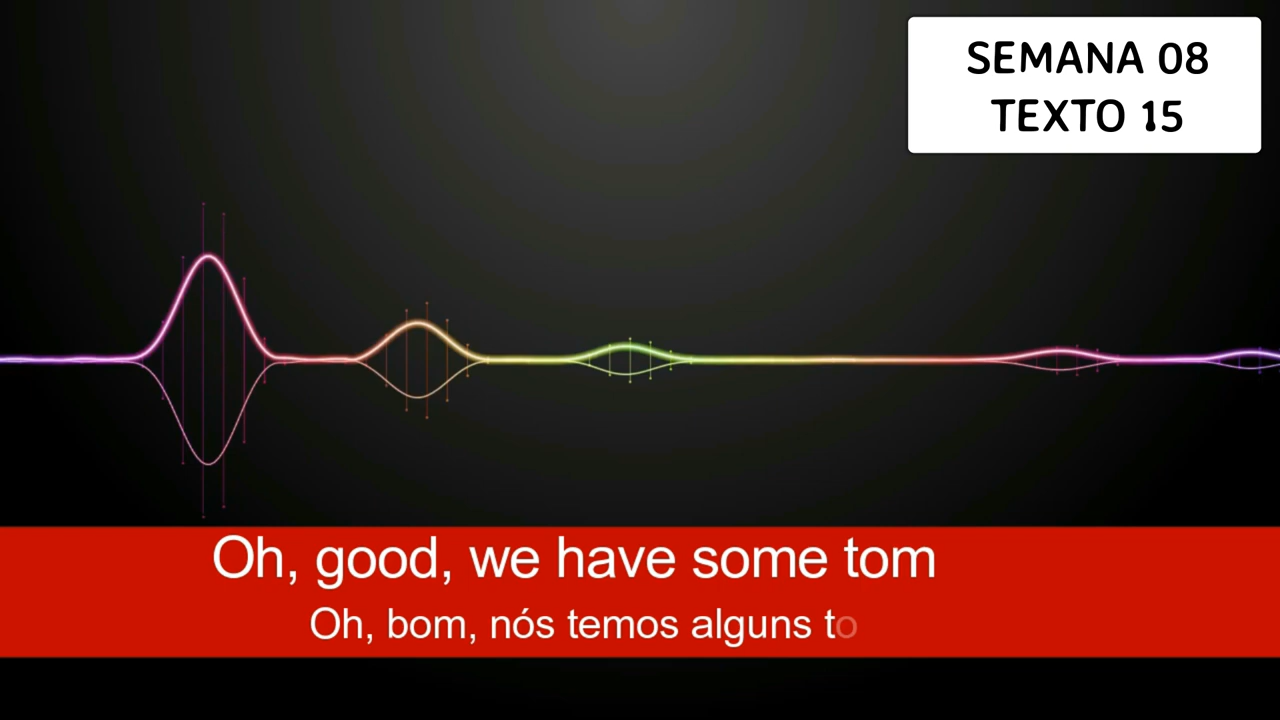 SEMANA 08
TEXTO 15
Oh, good, we have some tom
Oh, bom, nós temos alguns to